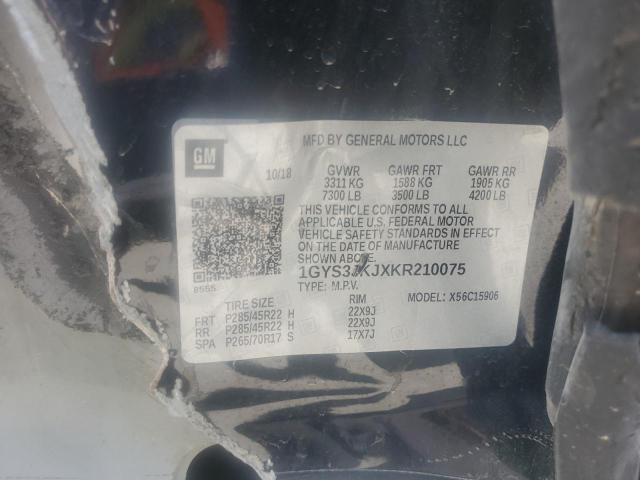 GM
MFD BY GENERAL MOTORS LLC
10/18 GVWR GAWR FRT GAWR RR
3311 KG 1588 KG 1905 KG
7300 LB 3500 LB 4200 LB
THIS VEHICLE CONFORMS TO ALL
APPLICABLE U.S. FEDERAL MOTOR
VEHICLE SAFETY STANDARDS IN EFFECT
ON THE DATE OF MANUFACTURE
SHOWN ABOVE.
1GYS3JKJXKR210075
8555 TYPE: M.P.V. MODEL: X56C15906
TIRE SIZE RIM
FRT P285/45R22 H 22X9J
RR P285/45R22 H 22X9J
SPA P265/70R17 S 17X7J